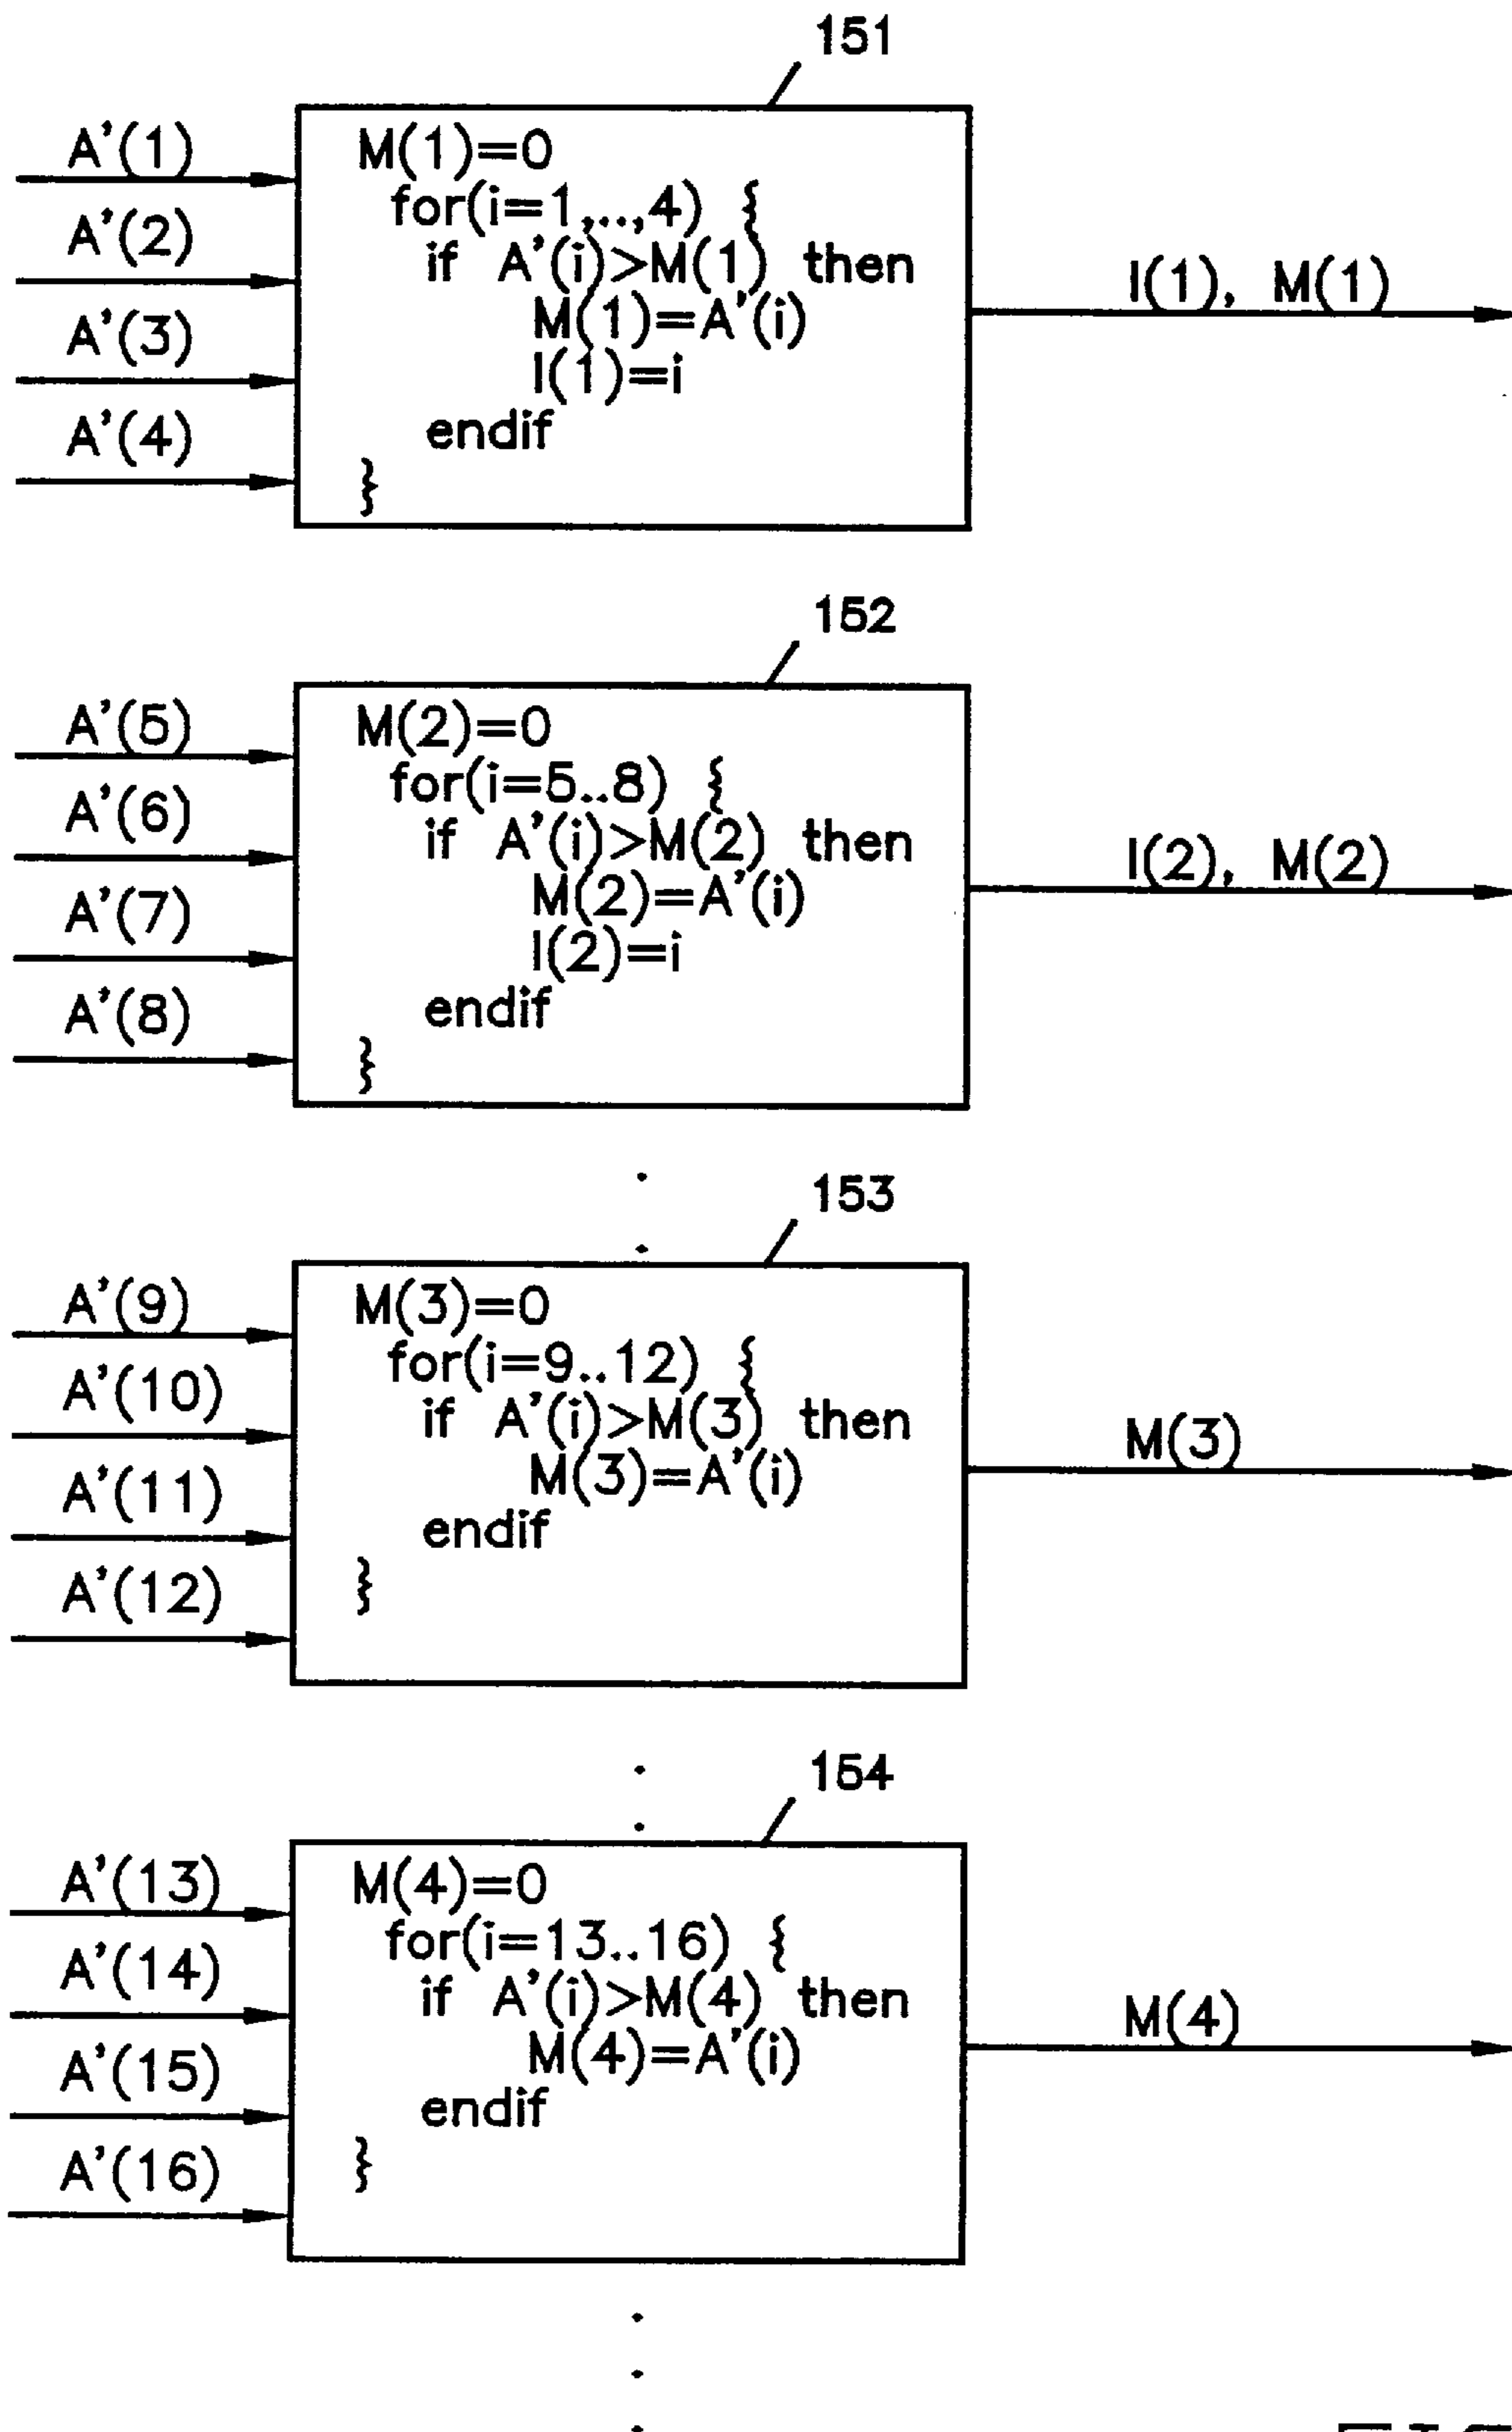 151
A'(1)
A'(2)
A'(3)
A'(4)
M(1)=0
for(i=1,...,4) {
if A'(i)>M(1) then
M(1)=A'(i)
I(1)=i
endif
}
I(1), M(1)
152
A'(5)
A'(6)
A'(7)
A'(8)
M(2)=0
for(i=5..8) {
if A'(i)>M(2) then
M(2)=A'(i)
I(2)=i
endif
}
I(2), M(2)
153
A'(9)
A'(10)
A'(11)
A'(12)
M(3)=0
for(i=9..12) {
if A'(i)>M(3) then
M(3)=A'(i)
endif
}
M(3)
154
A'(13)
A'(14)
A'(15)
A'(16)
M(4)=0
for(i=13..16) {
if A'(i)>M(4) then
M(4)=A'(i)
endif
}
M(4)